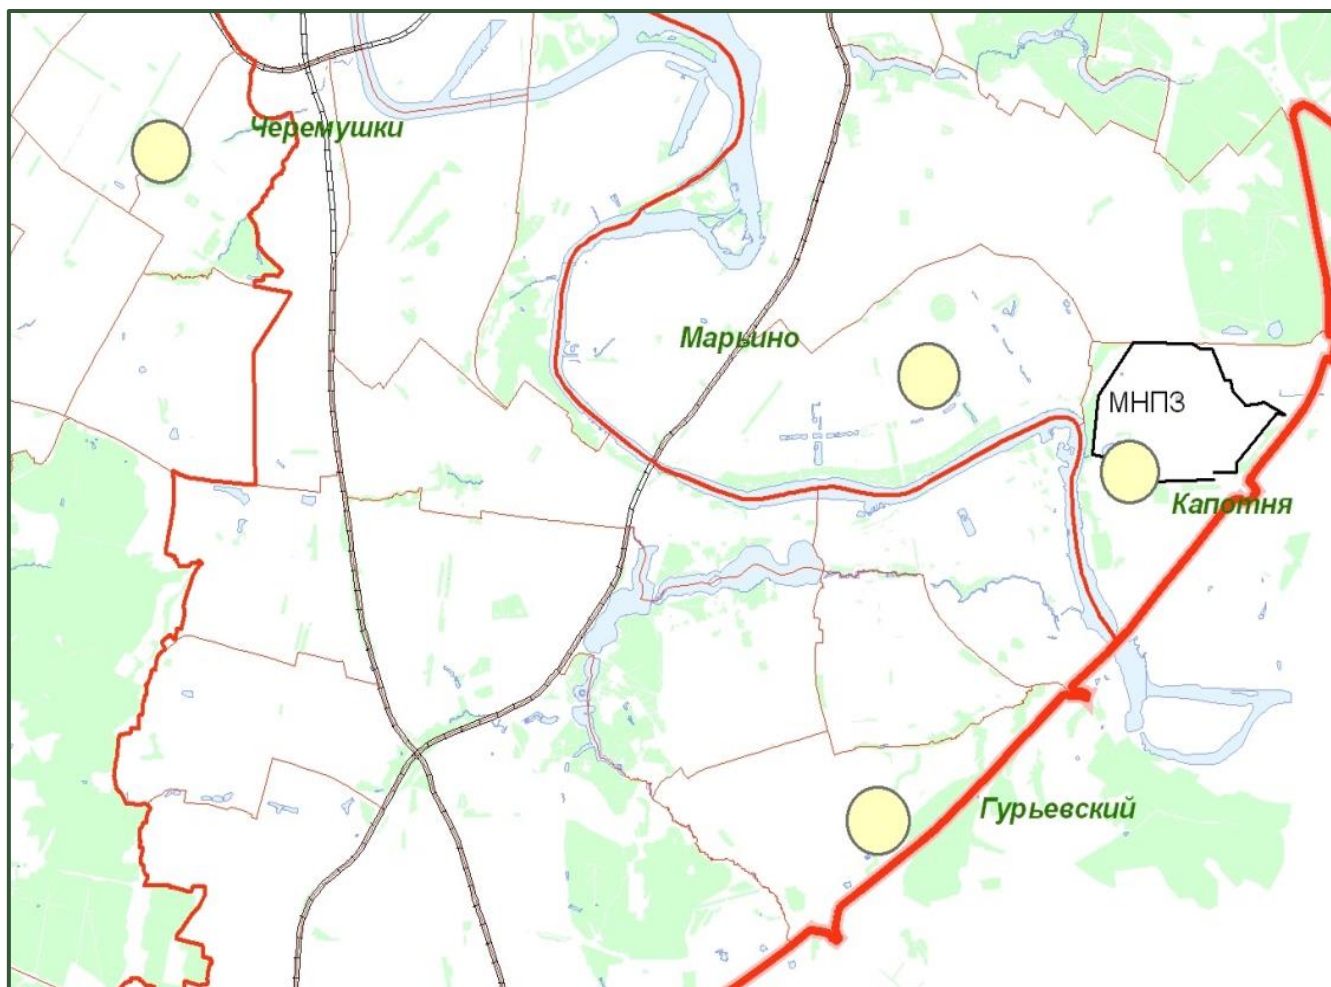 Черемушки
Марьино
МНПЗ
Капотня
Гурьевский